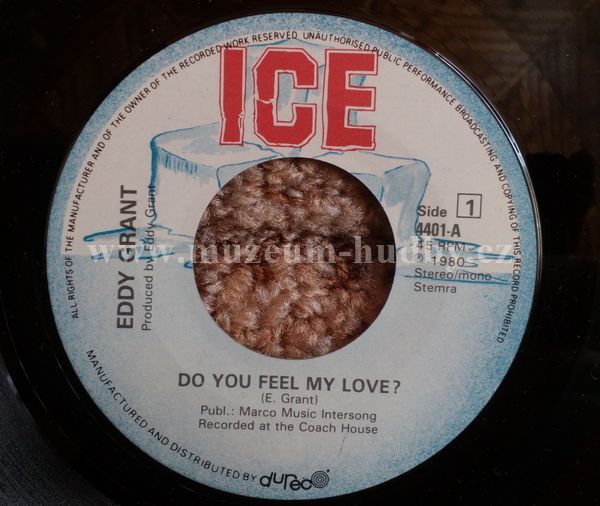 ALL RIGHTS OF THE MANUFACTURER AND OF THE OWNER OF THE RECORDED WORK RESERVED. UNAUTHORISED PUBLIC PERFORMANCE BROADCASTING AND COPYING OF THIS RECORD PROHIBITED
ICE
EDDY GRANT
Produced by Eddy Grant
Side 1
4401-A
45 RPM
1980
Stereo/mono
Stemra
www.muzeum-hudby.cz
DO YOU FEEL MY LOVE?
(E. Grant)
Publ.: Marco Music Intersong
Recorded at the Coach House
MANUFACTURED AND DISTRIBUTED BY dureco